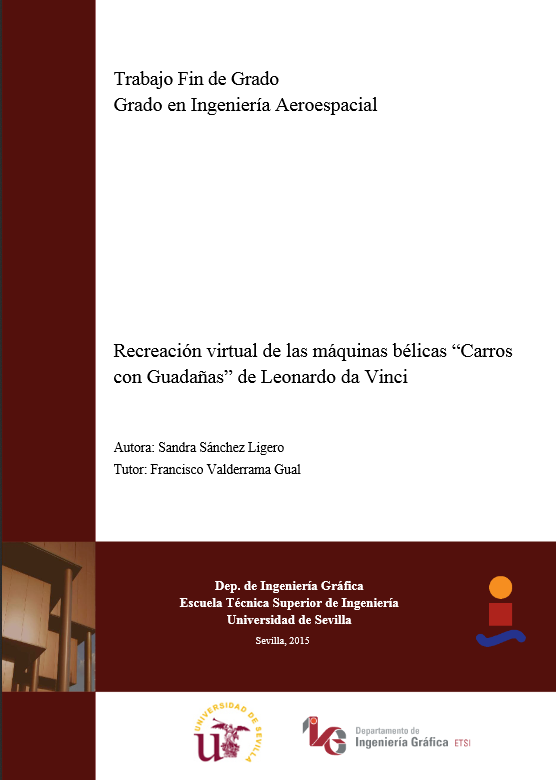 Trabajo Fin de Grado
Grado en Ingeniería Aeroespacial
Recreación virtual de las máquinas bélicas “Carros
con Guadañas” de Leonardo da Vinci
Autora: Sandra Sánchez Ligero
Tutor: Francisco Valderrama Gual
Dep. de Ingeniería Gráfica
Escuela Técnica Superior de Ingeniería
Universidad de Sevilla
Sevilla, 2015
UNIVERSIDAD DE SEVILLA
Departamento de
Ingeniería Gráfica ETSI